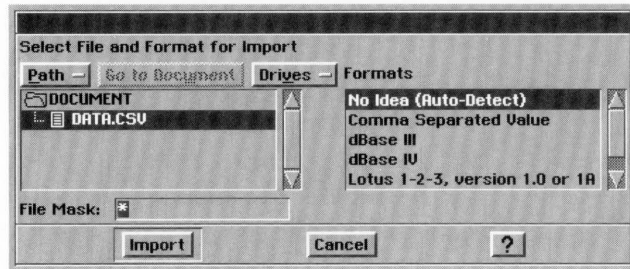 Select File and Format for Import
Path Go to Document Drives Formats
DOCUMENT
DATA.CSV
No Idea (Auto-Detect)
Comma Separated Value
dBase III
dBase IV
Lotus 1-2-3, version 1.0 or 1A
File Mask: *
Import Cancel ?